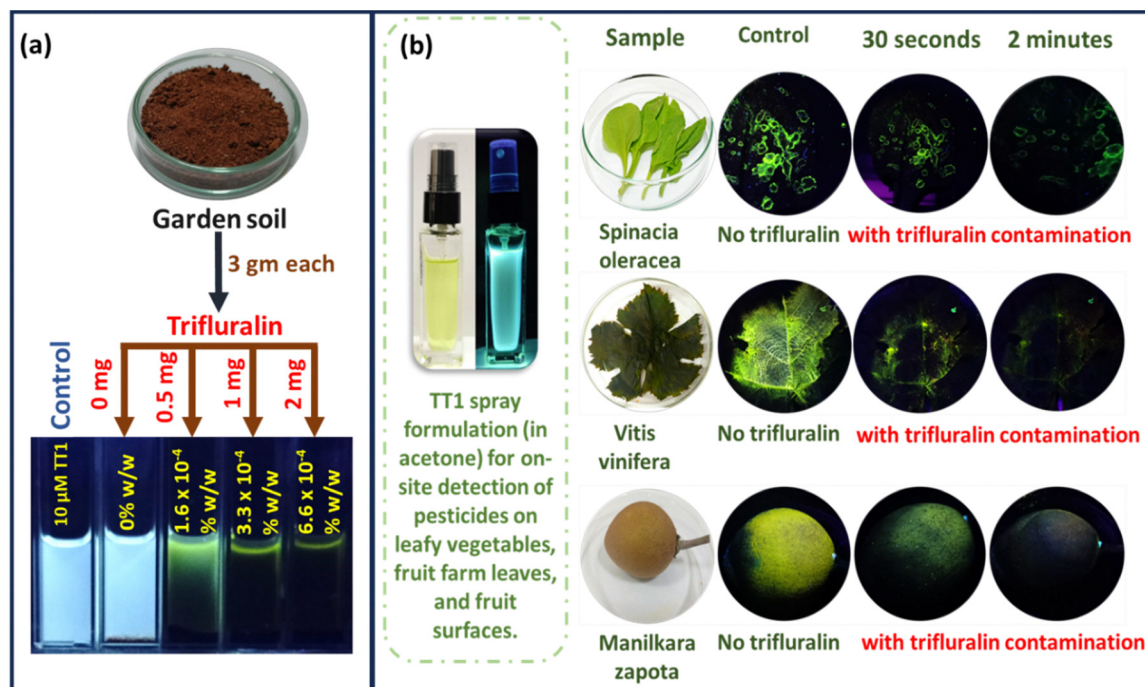 (a)
Garden soil
3 gm each
Trifluralin
Control
0 mg
0.5 mg
1 mg
2 mg
10 µM TT1
0% w/w
1.6 x 10⁻⁴
% w/w
3.3 x 10⁻⁴
% w/w
6.6 x 10⁻⁴
% w/w
(b)
TT1 spray
formulation (in
acetone) for on-
site detection of
pesticides on
leafy vegetables,
fruit farm leaves,
and fruit
surfaces.
Sample
Control
30 seconds
2 minutes
Spinacia
oleracea
No trifluralin
with trifluralin contamination
Vitis
vinifera
No trifluralin
with trifluralin contamination
Manilkara
zapota
No trifluralin
with trifluralin contamination